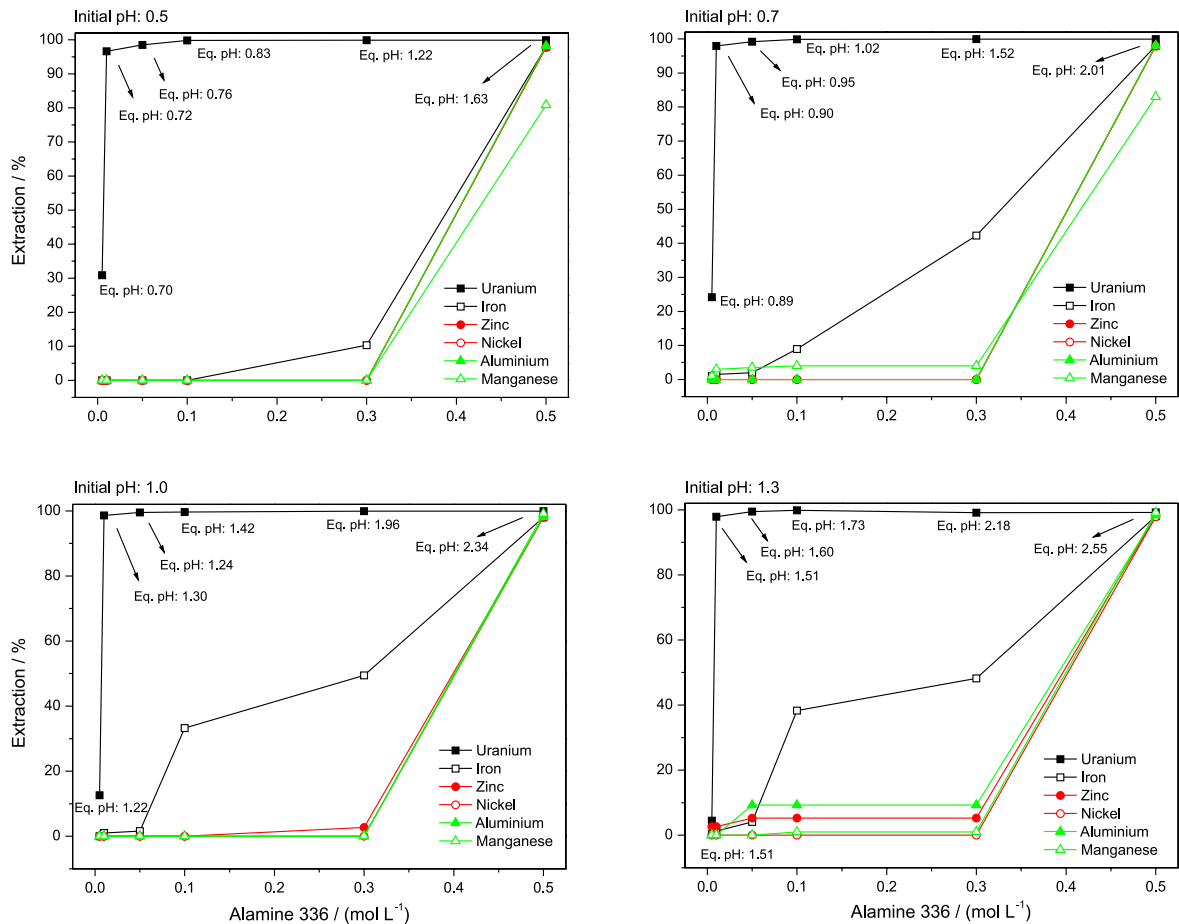 Initial pH: 0.5
100
90
80
70
60
50
40
30
20
10
0
Extraction / %
Eq. pH: 0.83
Eq. pH: 1.22
Eq. pH: 0.76
Eq. pH: 0.72
Eq. pH: 1.63
Eq. pH: 0.70
Uranium
Iron
Zinc
Nickel
Aluminium
Manganese
0.0
0.1
0.2
0.3
0.4
0.5
Initial pH: 0.7
100
90
80
70
60
50
40
30
20
10
0
Eq. pH: 1.02
Eq. pH: 1.52
Eq. pH: 2.01
Eq. pH: 0.95
Eq. pH: 0.90
Eq. pH: 0.89
Uranium
Iron
Zinc
Nickel
Aluminium
Manganese
0.0
0.1
0.2
0.3
0.4
0.5
Initial pH: 1.0
100
80
60
40
20
0
Extraction / %
Eq. pH: 1.42
Eq. pH: 1.96
Eq. pH: 2.34
Eq. pH: 1.24
Eq. pH: 1.30
Eq. pH: 1.22
Uranium
Iron
Zinc
Nickel
Aluminium
Manganese
0.0
0.1
0.2
0.3
0.4
0.5
Alamine 336 / (mol L⁻¹)
Initial pH: 1.3
100
80
60
40
20
0
Eq. pH: 1.73
Eq. pH: 2.18
Eq. pH: 1.60
Eq. pH: 2.55
Eq. pH: 1.51
Uranium
Iron
Zinc
Nickel
Aluminium
Manganese
Eq. pH: 1.51
0.0
0.1
0.2
0.3
0.4
0.5
Alamine 336 / (mol L⁻¹)